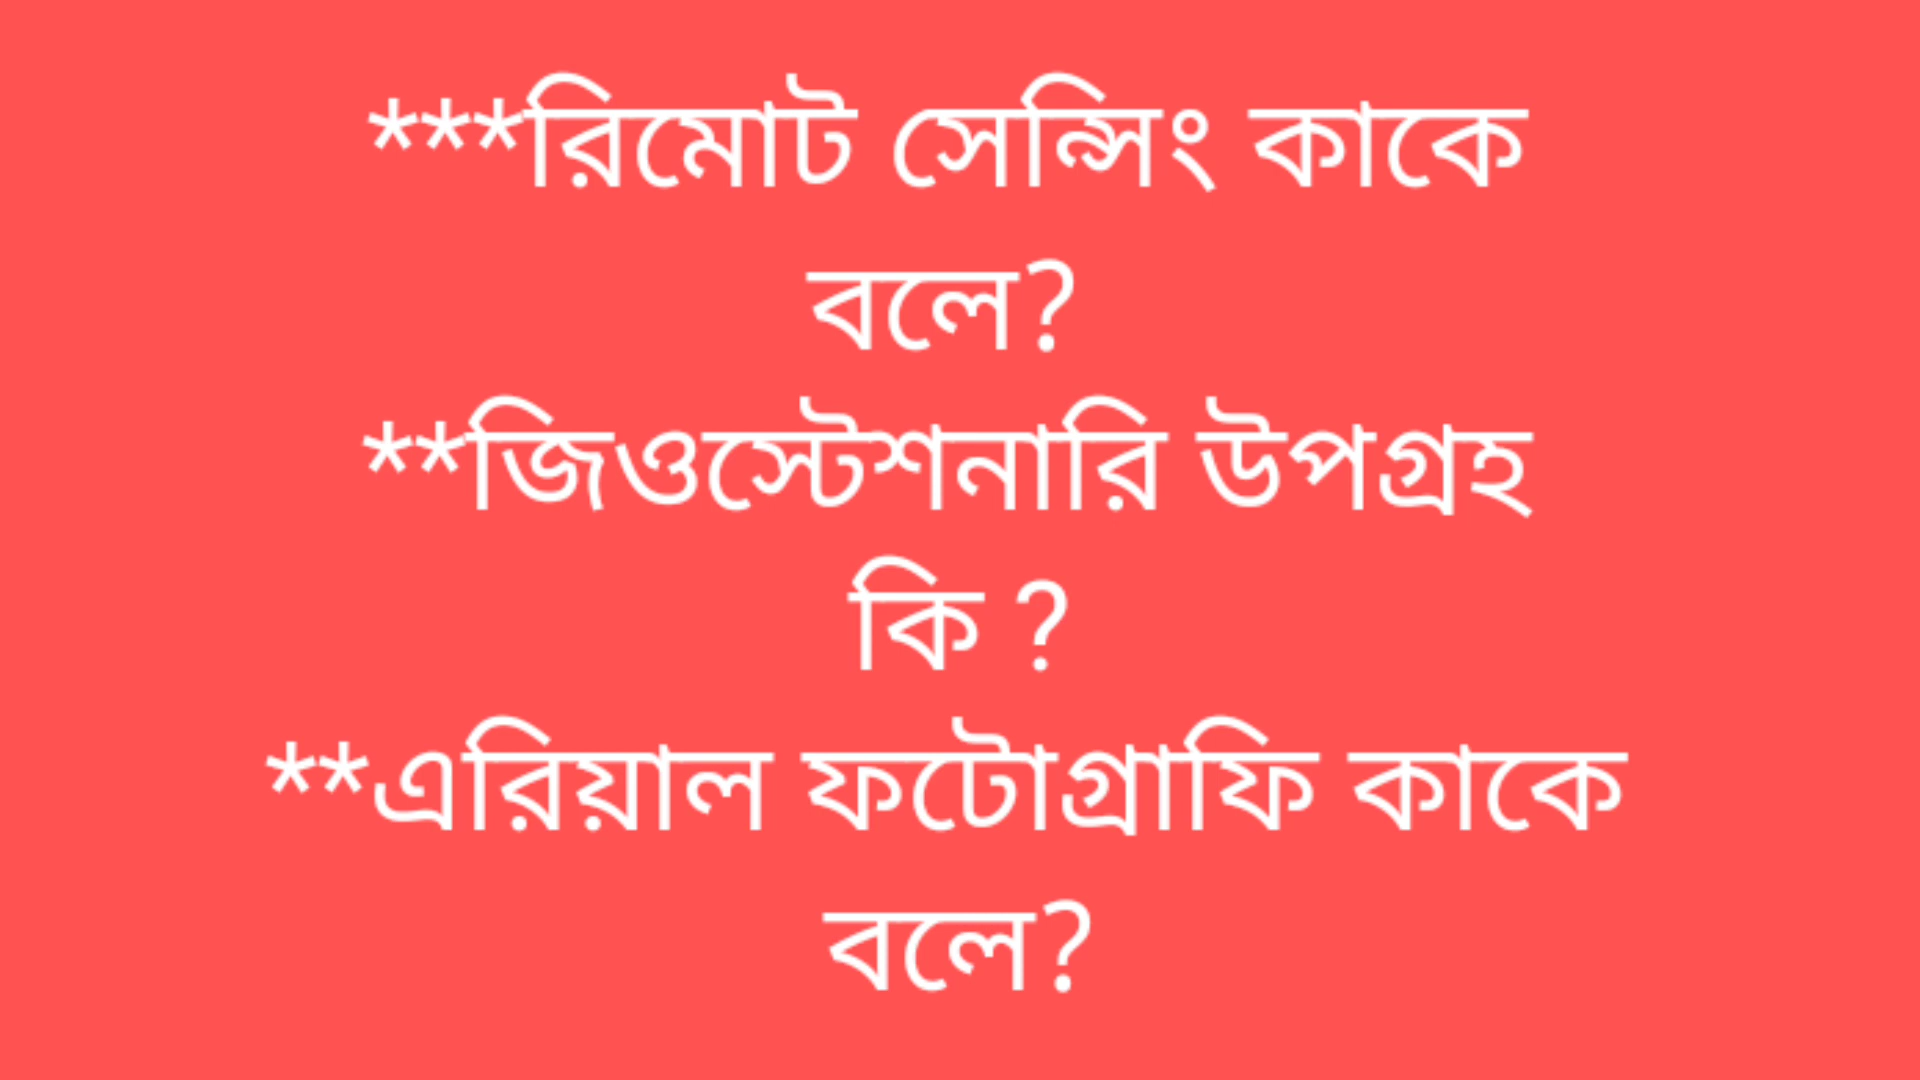 ***রিমোট সেন্সিং কাকে
বলে?
**জিওস্টেশনারি উপগ্রহ
কি ?
**এরিয়াল ফটোগ্রাফি কাকে
বলে?